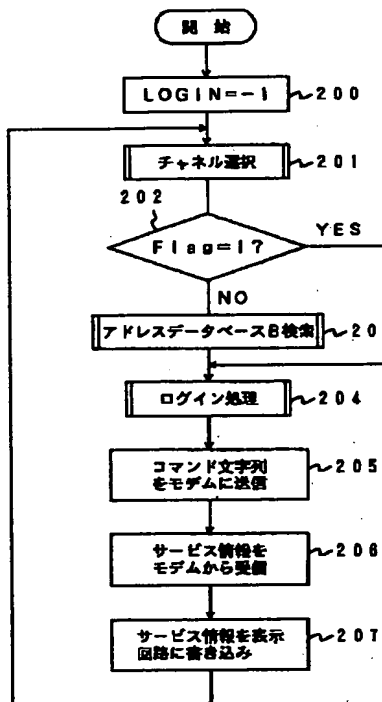 開始
LOGIN=-1
200
チャネル選択
201
202
Flag=1?
YES
NO
アドレスデータベースB検索
20
ログイン処理
204
コマンド文字列
をモデムに送信
205
サービス情報を
モデムから受信
206
サービス情報を表示
回路に書き込み
207